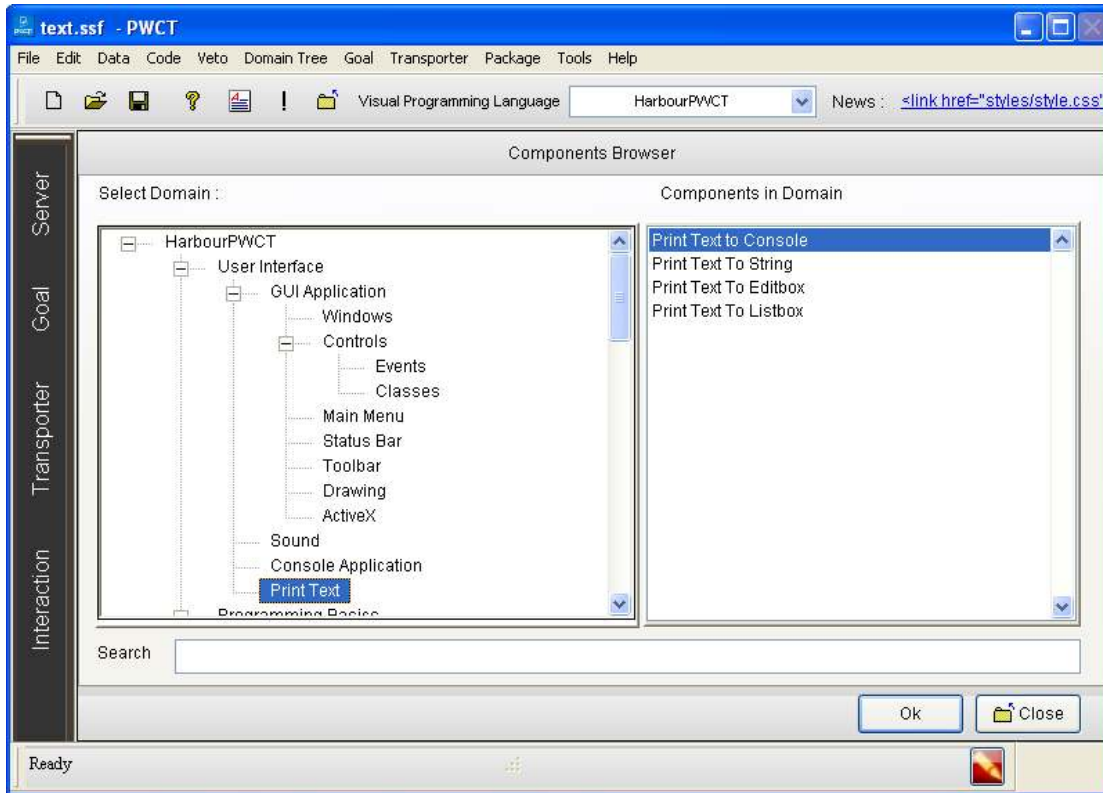 text.ssf - PWCT
File Edit Data Code Veto Domain Tree Goal Transporter Package Tools Help
Visual Programming Language HarbourPWCT News : <link href="styles/style.css"
Components Browser
Server
Goal
Transporter
Interaction
Select Domain :
HarbourPWCT
User Interface
GUI Application
Windows
Controls
Events
Classes
Main Menu
Status Bar
Toolbar
Drawing
ActiveX
Sound
Console Application
Print Text
Programming Basics
Components in Domain
Print Text to Console
Print Text To String
Print Text To Editbox
Print Text To Listbox
Search
Ok Close
Ready